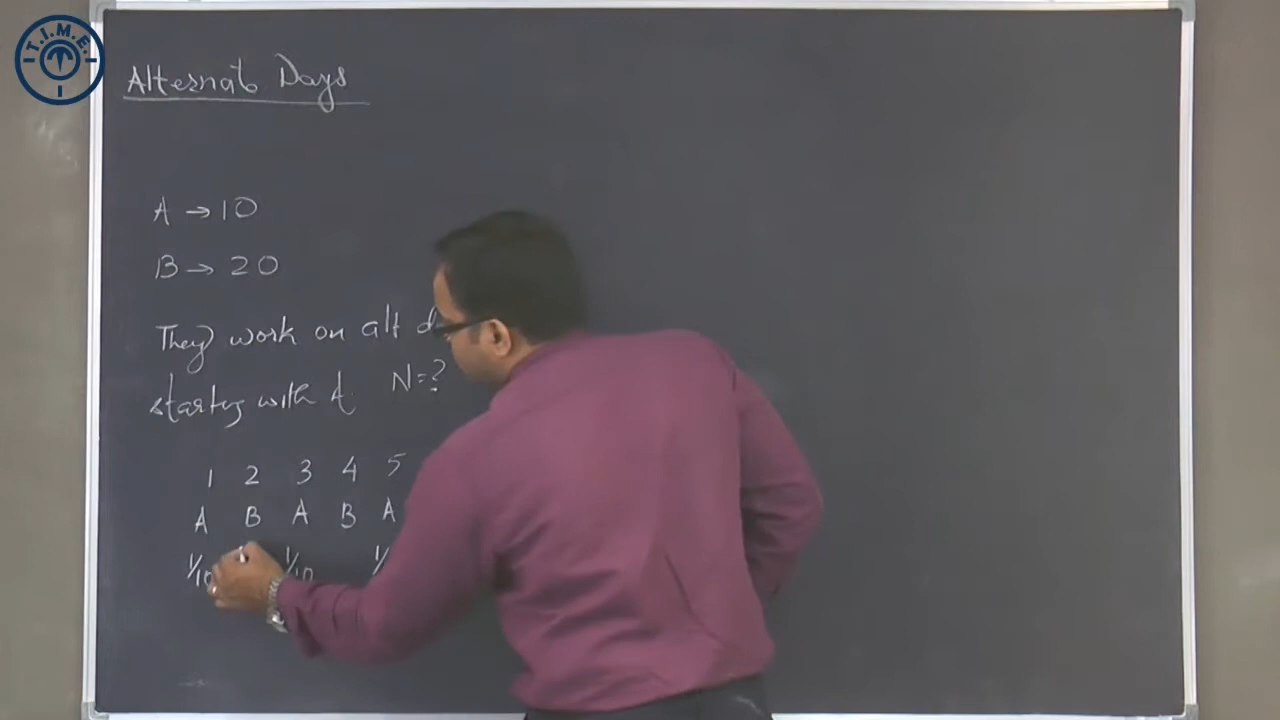 T.I.M.E.
Alternate Days
A → 10
B → 20
They work on alt d
starting with A. N=?
1 2 3 4 5
A B A B A
1/10 1/10 1/